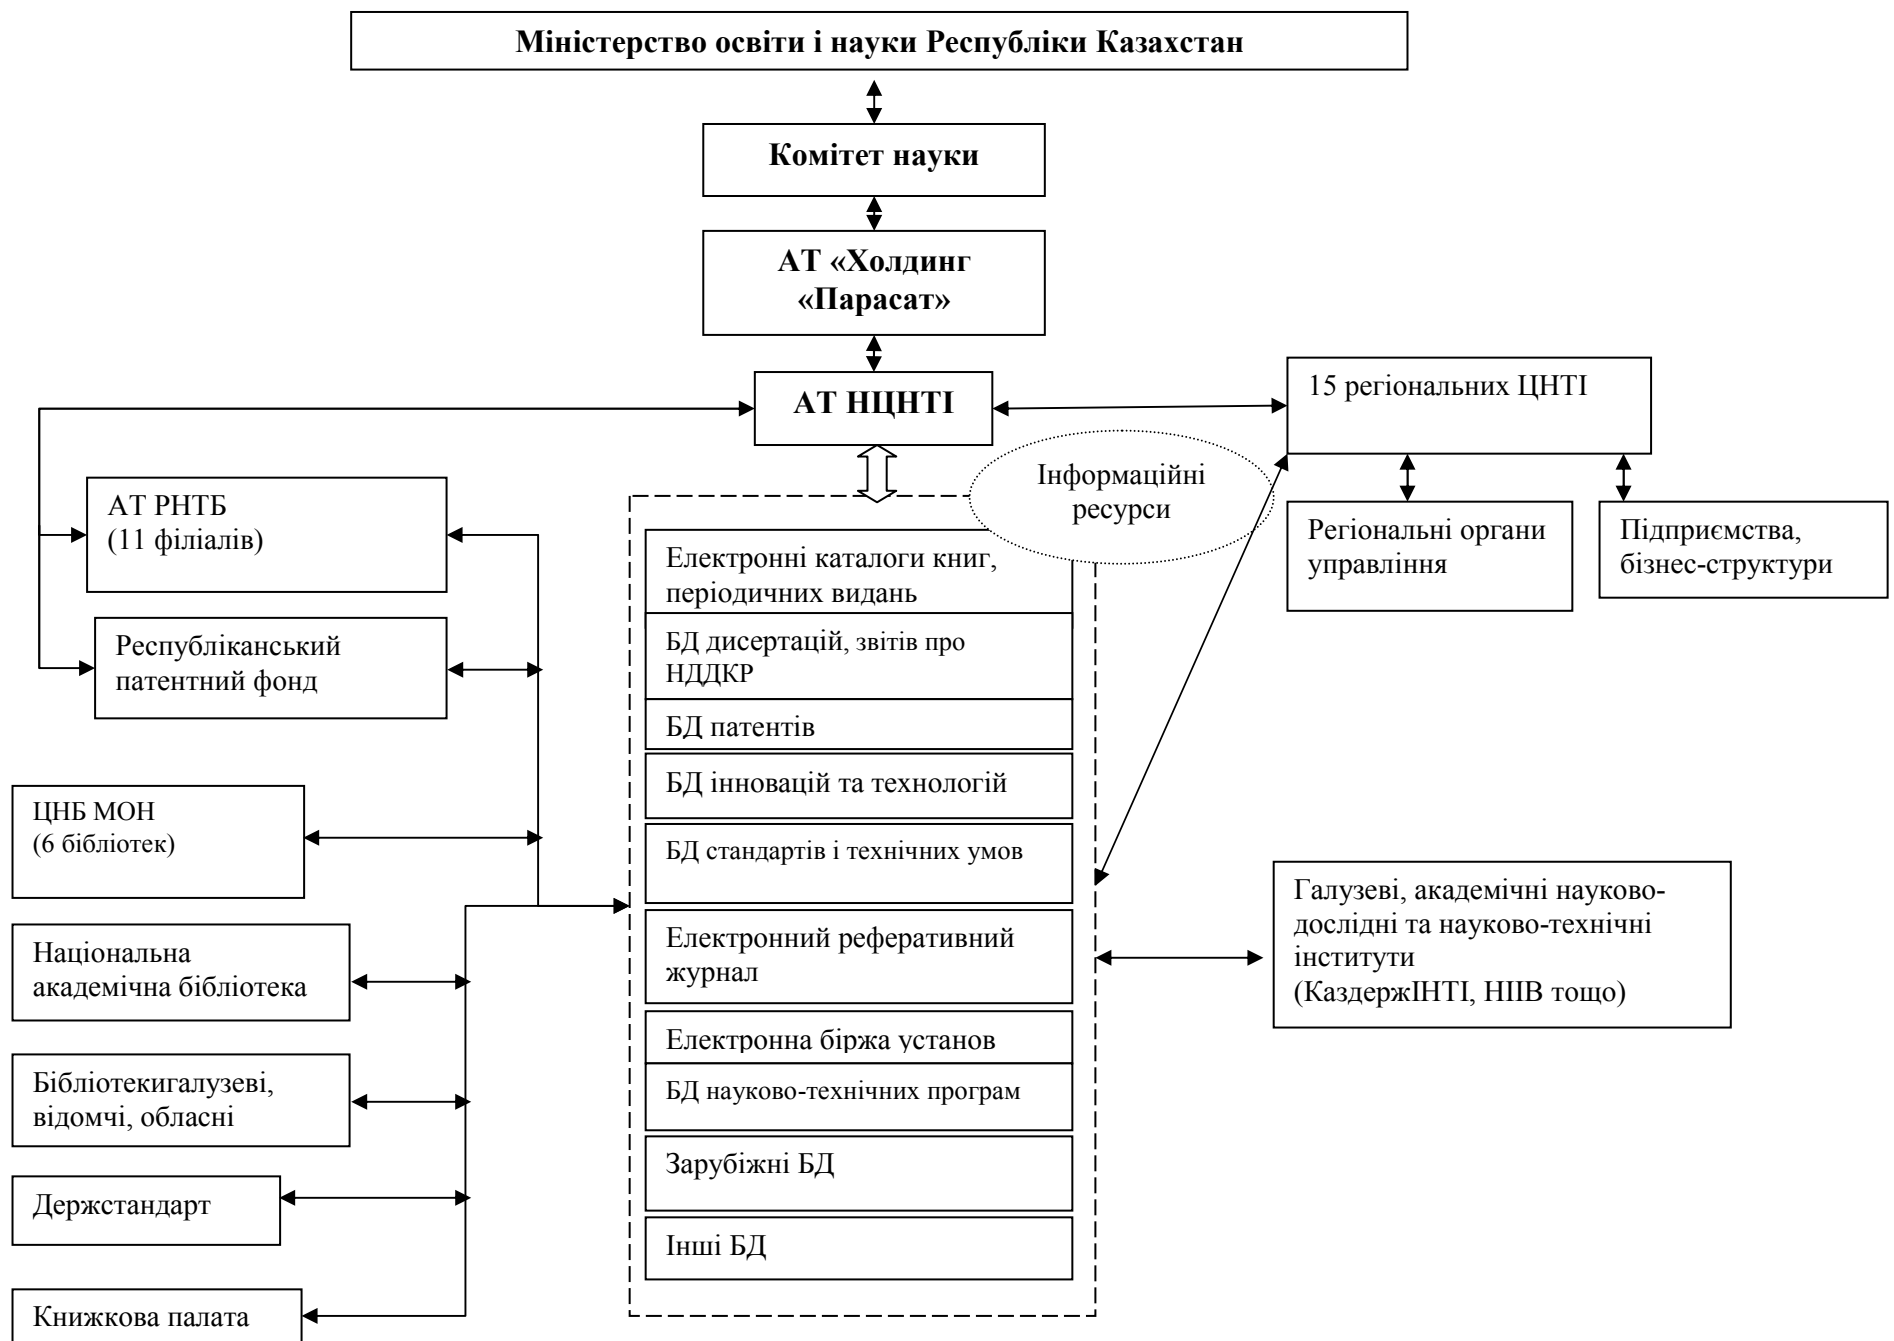 Міністерство освіти і науки Республіки Казахстан
Комітет науки
АТ «Холдинг
«Парасат»
АТ НЦНТІ
15 регіональних ЦНТІ
Інформаційні
ресурси
Регіональні органи
управління
Підприємства,
бізнес-структури
АТ РНТБ
(11 філіалів)
Республіканський
патентний фонд
ЦНБ МОН
(6 бібліотек)
Національна
академічна бібліотека
Бібліотекигалузеві,
відомчі, обласні
Держстандарт
Книжкова палата
Електронні каталоги книг,
періодичних видань
БД дисертацій, звітів про
НДДКР
БД патентів
БД інновацій та технологій
БД стандартів і технічних умов
Електронний реферативний
журнал
Електронна біржа установ
БД науково-технічних програм
Зарубіжні БД
Інші БД
Галузеві, академічні науково-
дослідні та науково-технічні
інститути
(КаздержІНТІ, НІІВ тощо)